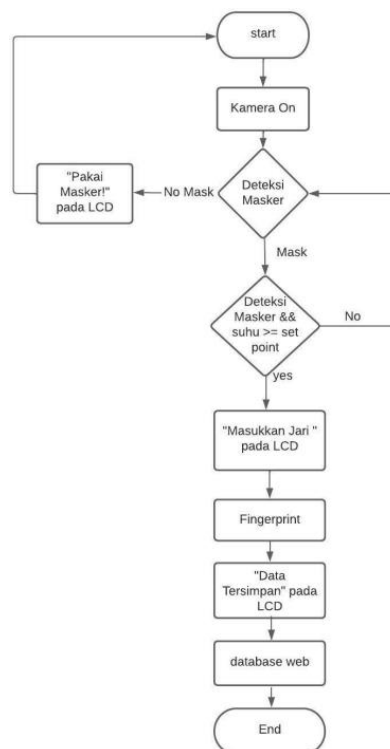 start
Kamera On
"Pakai
Masker!"
pada LCD
No Mask
Deteksi
Masker
Mask
Deteksi
Masker &&
suhu >= set
point
No
yes
"Masukkan Jari "
pada LCD
Fingerprint
"Data
Tersimpan" pada
LCD
database web
End